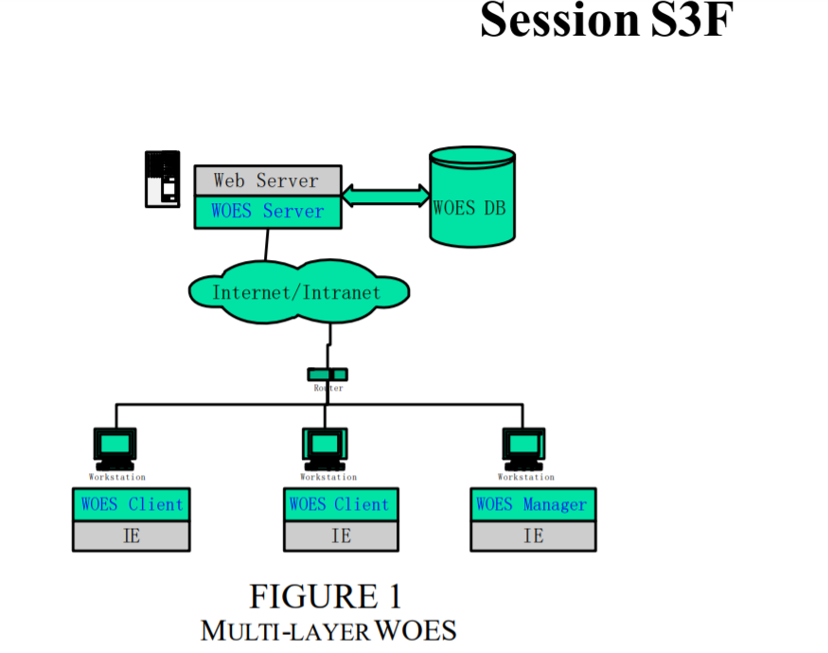 Session S3F
Web Server
WOES Server
WOES DB
Internet/Intranet
Router
Workstation Workstation Workstation
WOES Client WOES Client WOES Manager
IE IE IE
FIGURE 1
MULTI-LAYER WOES